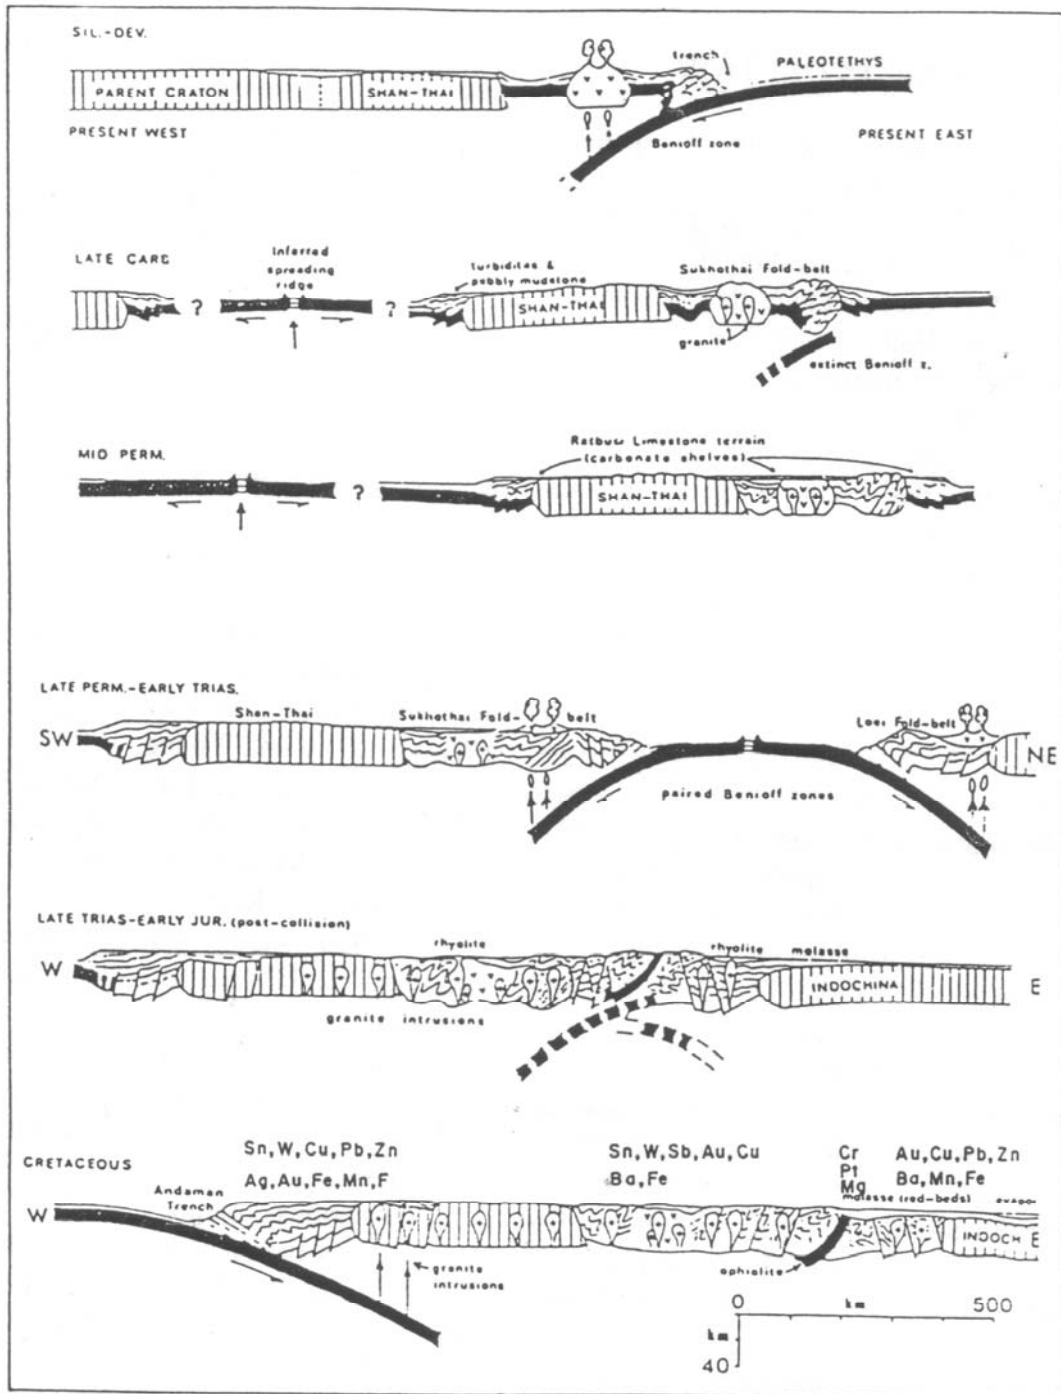 SIL.-DEV.
trench
PALEOTETHYS
PARENT CRATON
SHAN-THAI
PRESENT WEST
Benioff zone
PRESENT EAST
LATE CARB
Inferred
spreading
ridge
turbidites &
pebbly mudstone
Sukhothai Fold-belt
?
?
SHAN-THAI
granite
extinct Benioff z.
MID PERM.
Ratburi Limestone terrain
(carbonate shelves)
?
SHAN-THAI
LATE PERM.-EARLY TRIAS.
Shan-Thai
Sukhothai Fold-belt
Loei Fold-belt
SW
NE
paired Benioff zones
LATE TRIAS-EARLY JUR. (post-collision)
rhyolite
rhyolite
molasse
W
INDOCHINA
E
granite intrusions
CRETACEOUS
Sn,W,Cu,Pb,Zn
Ag,Au,Fe,Mn,F
Sn,W,Sb,Au,Cu
Ba,Fe
Cr
Pt
Mg
Au,Cu,Pb,Zn
Ba,Mn,Fe
molasse (red-beds)
Andaman
Trench
W
INDOCH
E
granite
intrusions
ophiolite
0
km
500
km
40